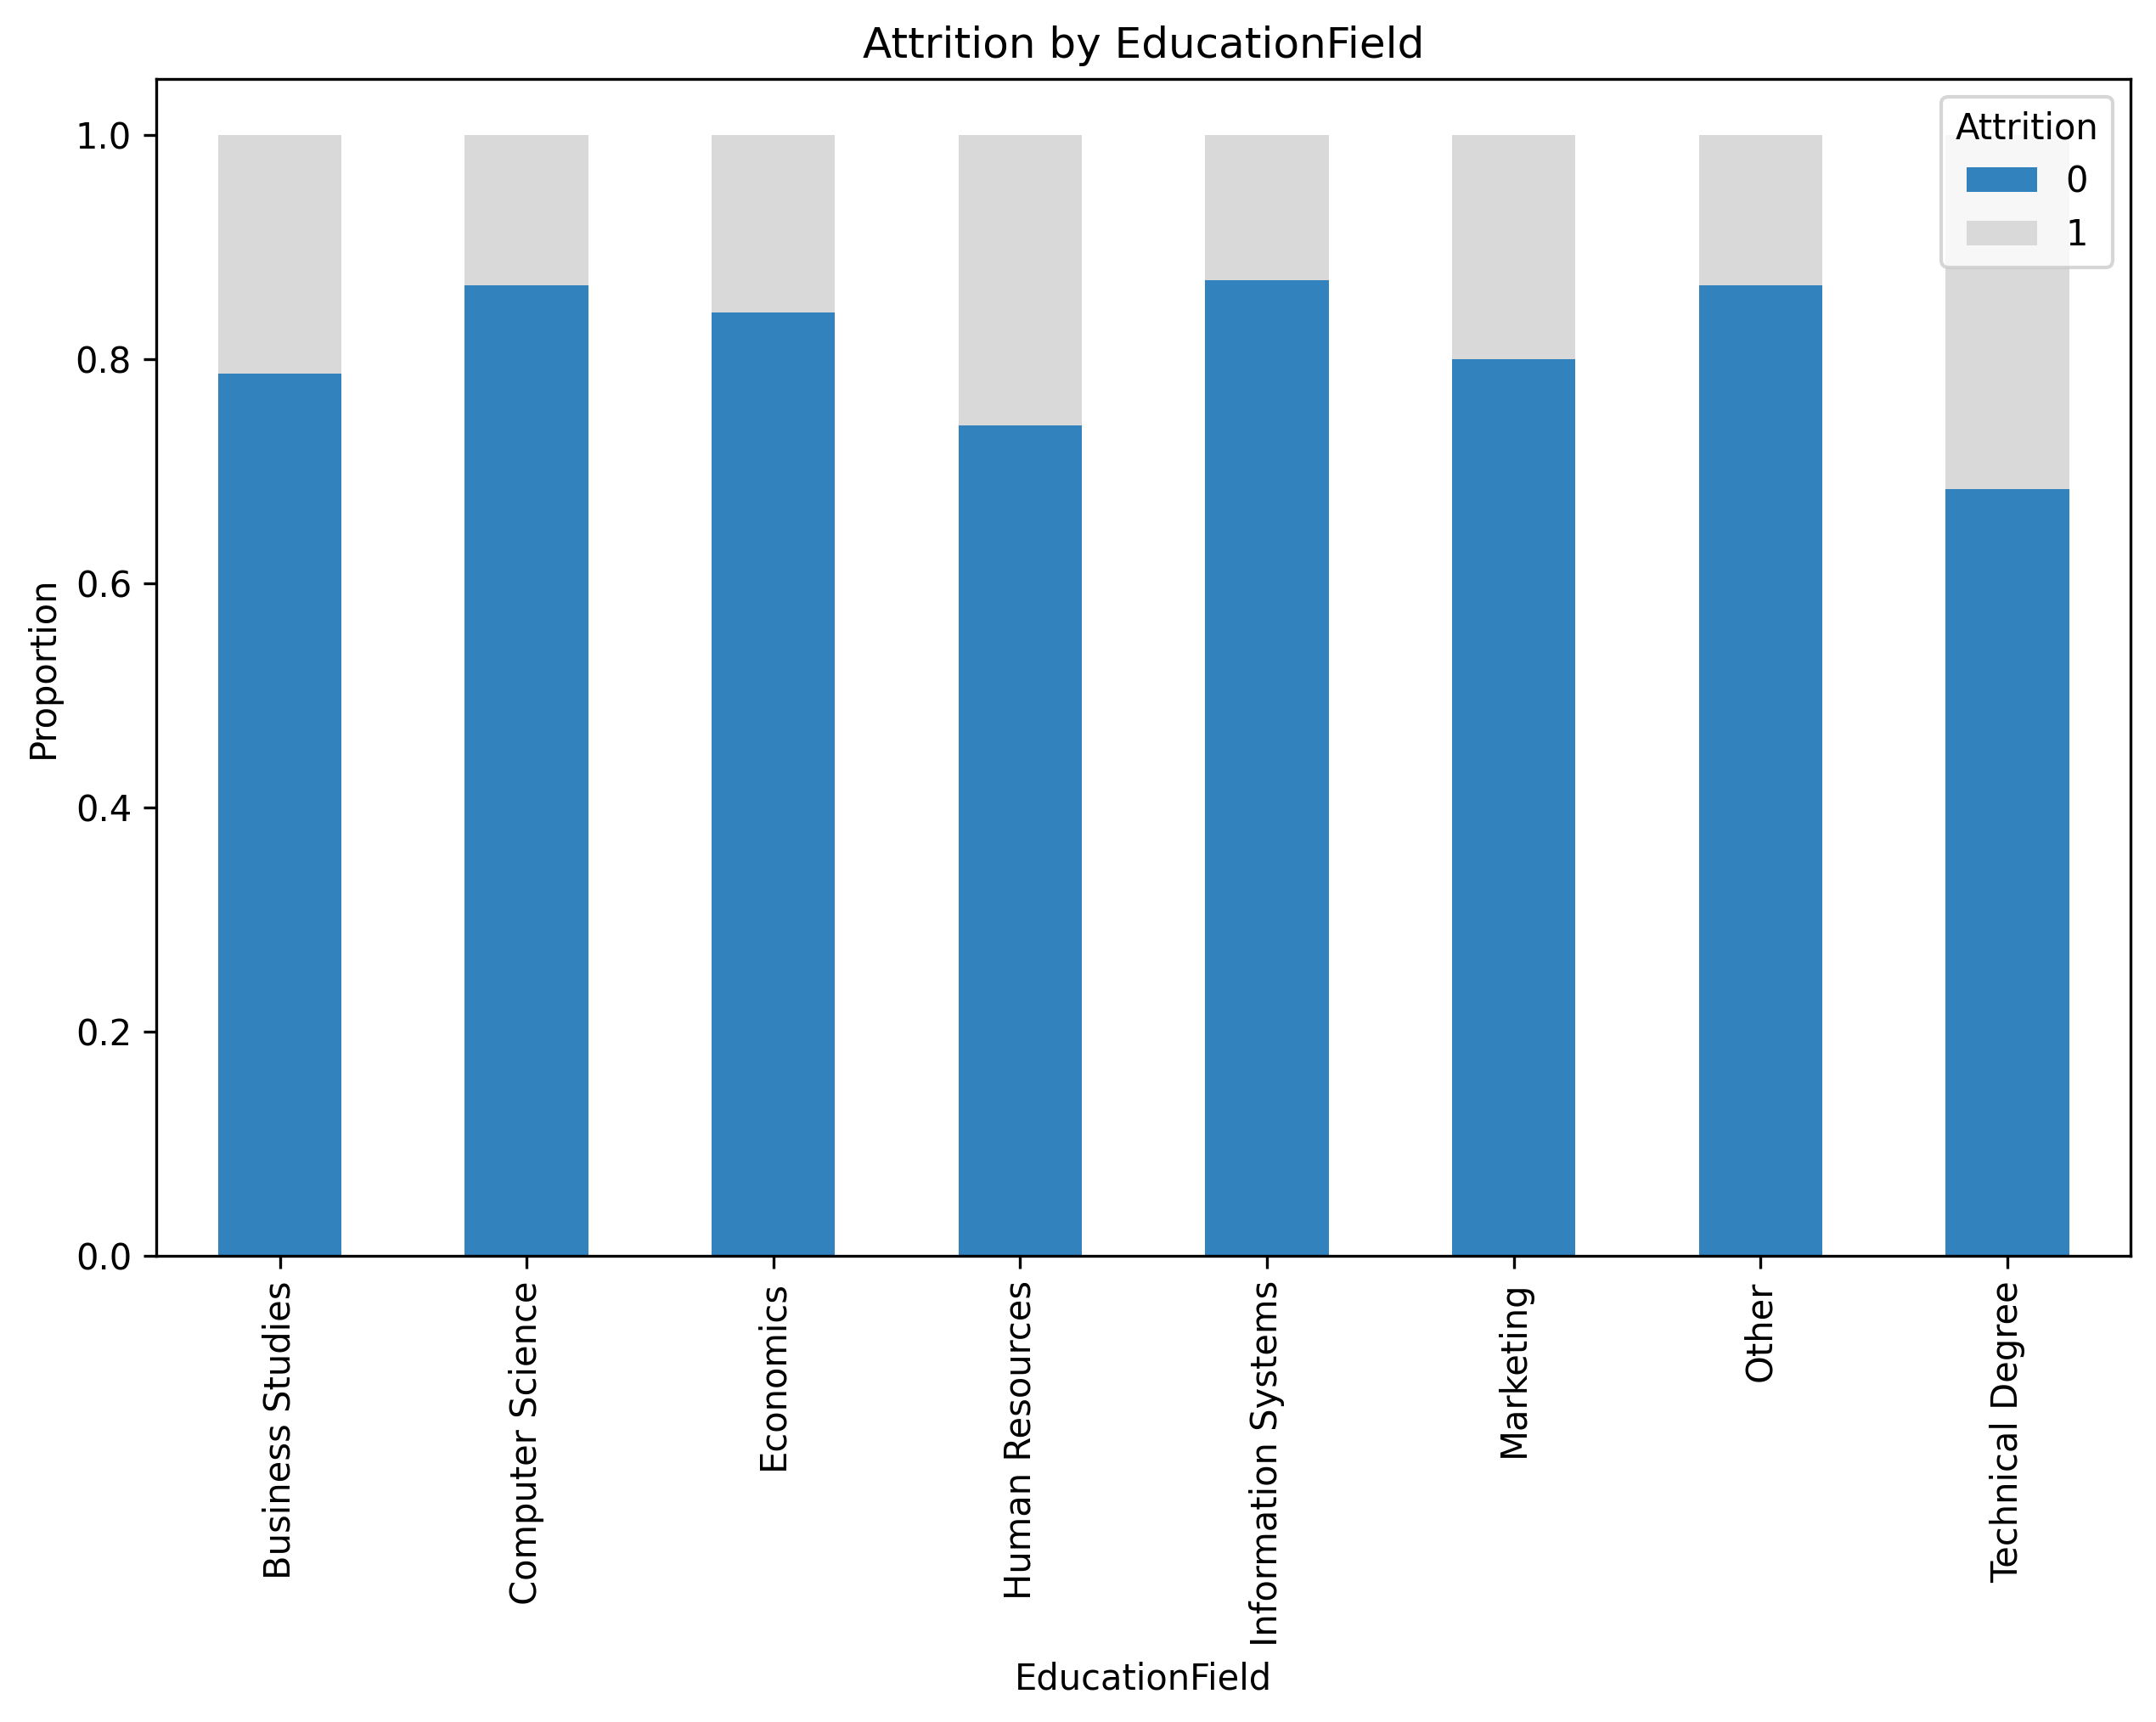 Attrition by EducationField
Attrition
0
1
1.0
0.8
0.6
0.4
0.2
0.0
Proportion
Business Studies
Computer Science
Economics
Human Resources
Information Systems
Marketing
Other
Technical Degree
EducationField